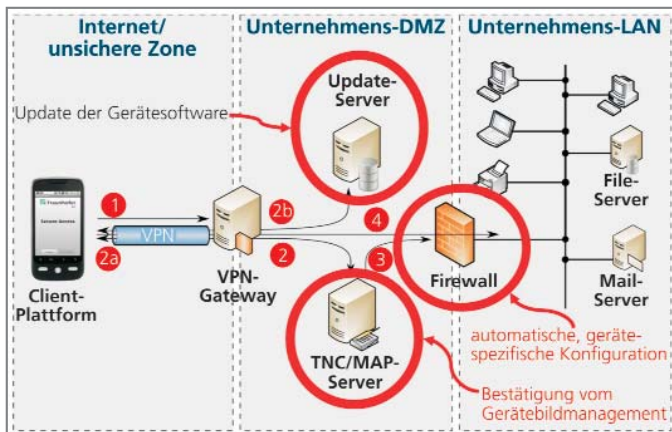 Internet/
unsichere Zone
Unternehmens-DMZ
Unternehmens-LAN
Update-
Server
Update der Gerätesoftware
1
2b
4
VPN
2a
2
3
Client-
Plattform
VPN-
Gateway
Firewall
File-
Server
Mail-
Server
TNC/MAP-
Server
automatische, geräte-
spezifische Konfiguration
Bestätigung vom
Gerätebildmanagement